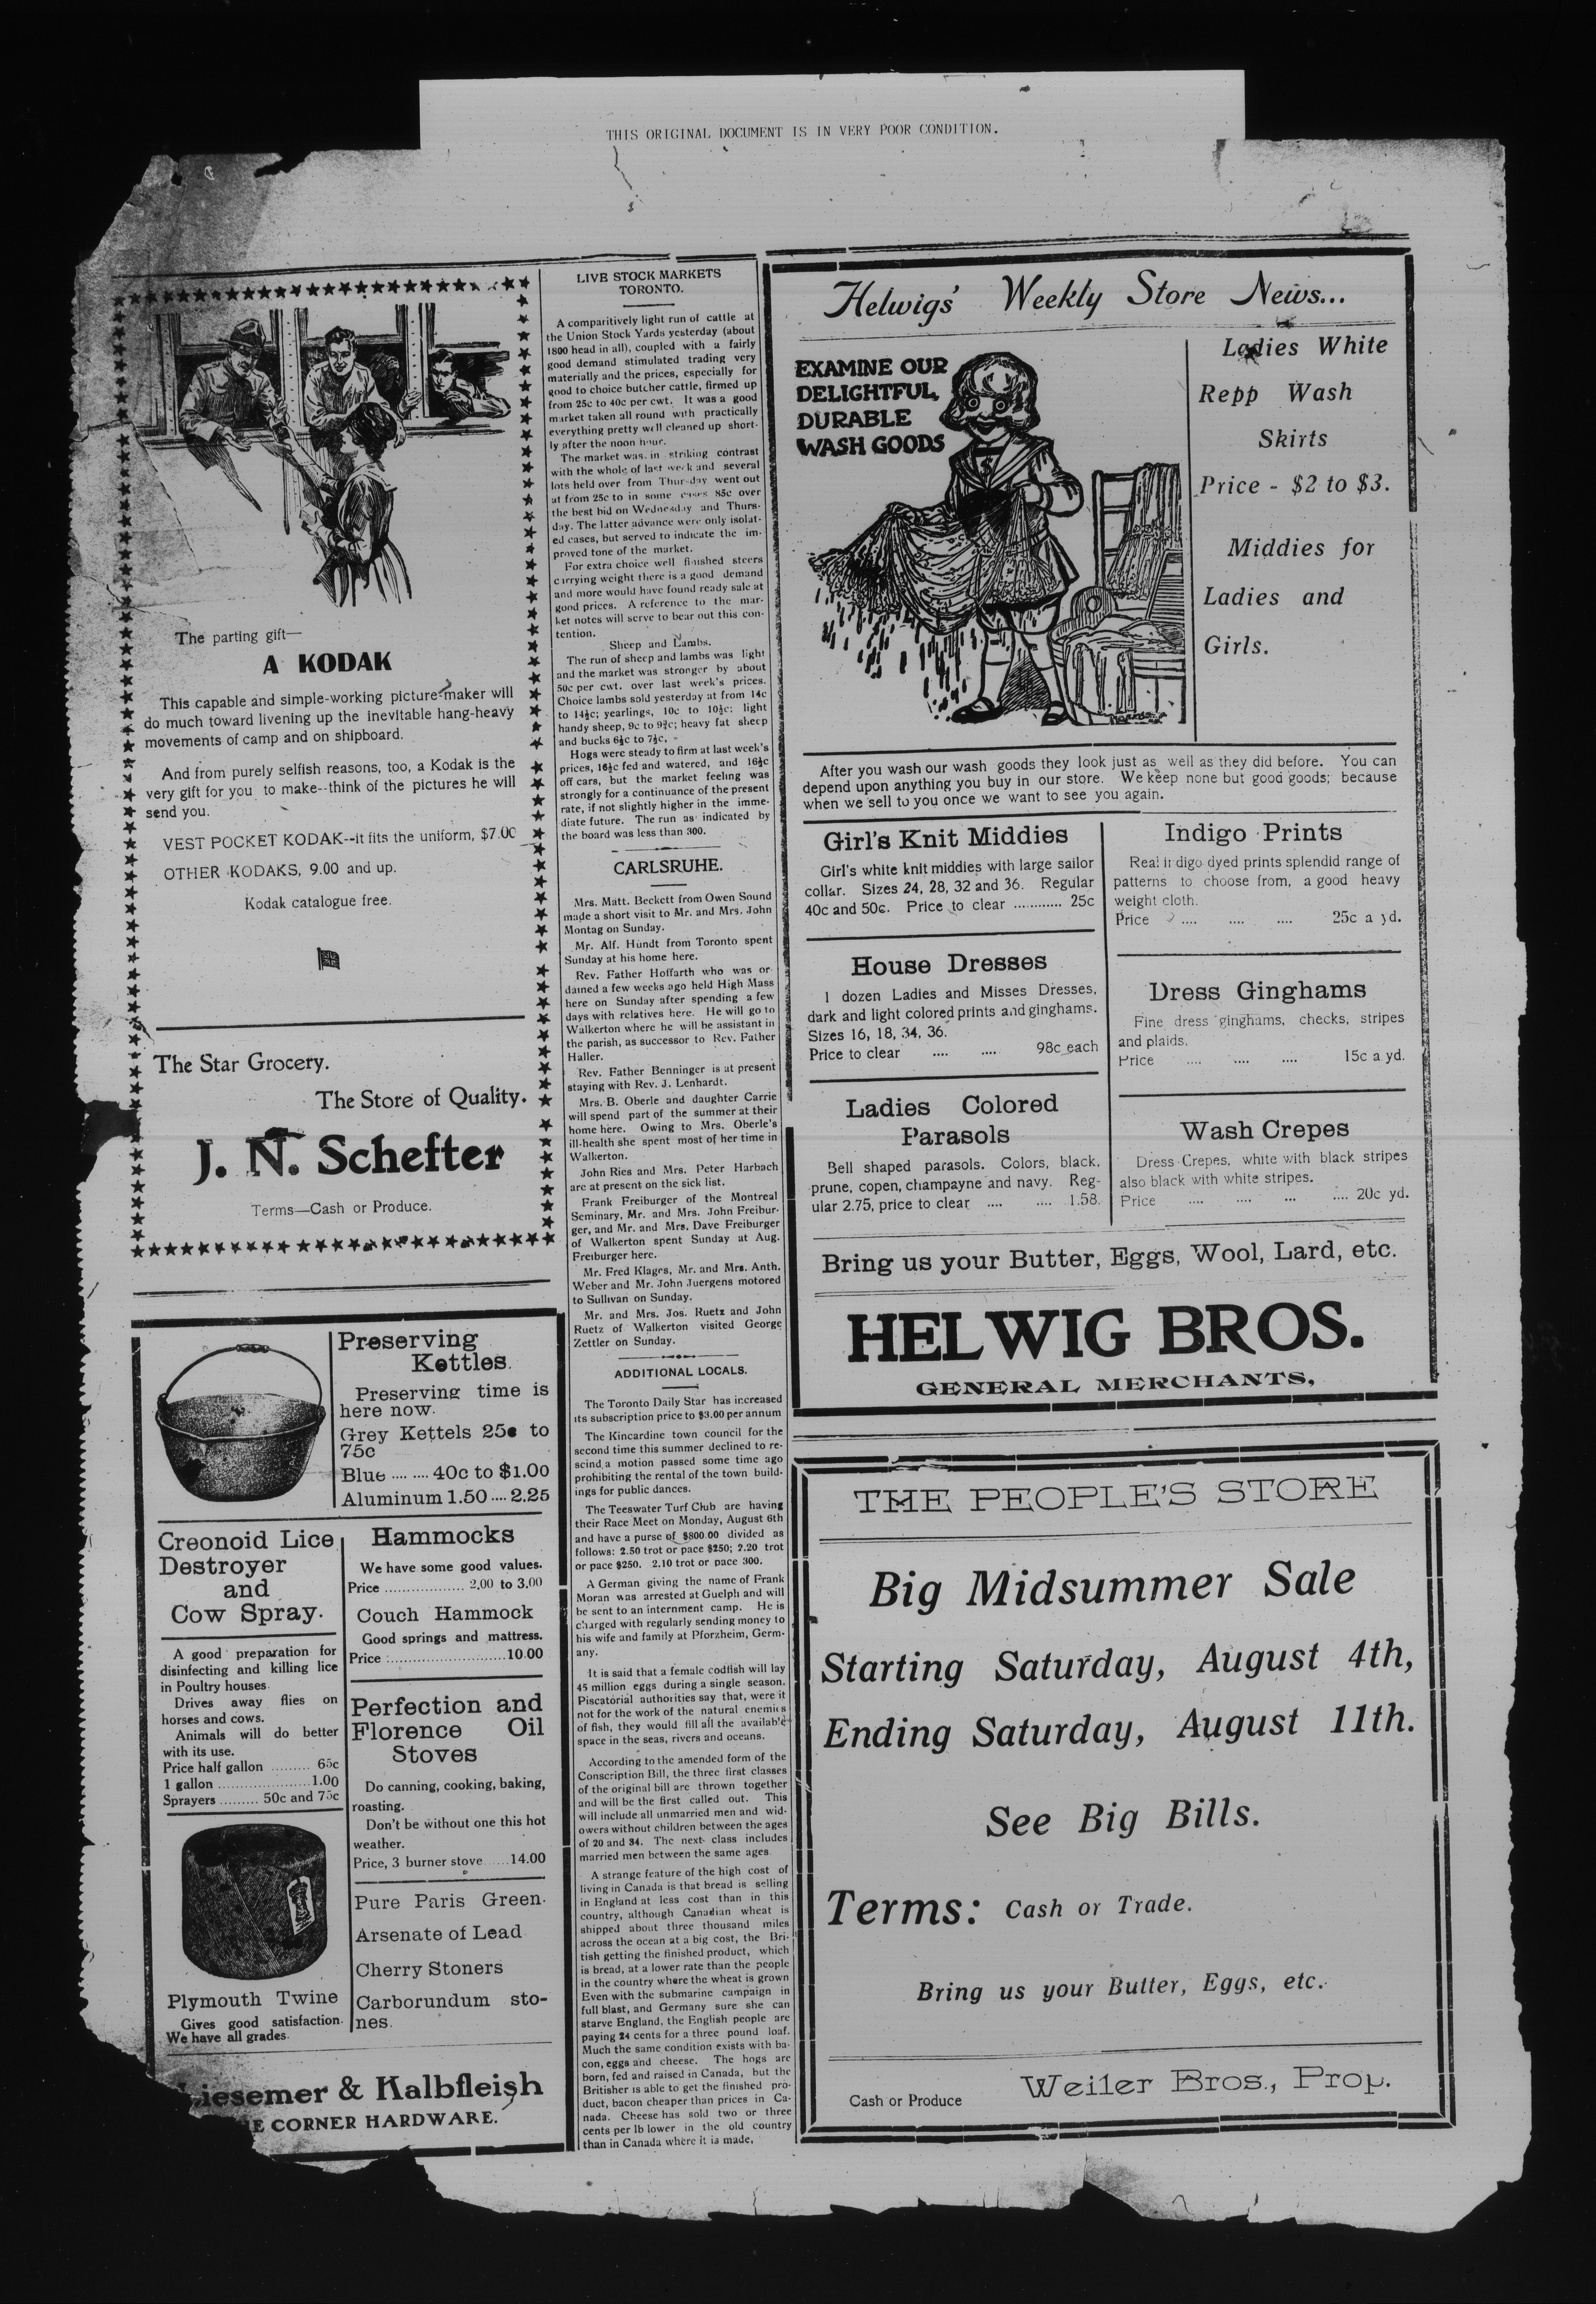 THIS ORIGINAL DOCUMENT IS IN VERY POOR CONDITION.
The parting gift—
A KODAK
This capable and simple-working picture-maker will
do much toward livening up the inevitable hang-heavy
movements of camp and on shipboard.
And from purely selfish reasons, too, a Kodak is the
very gift for you to make--think of the pictures he will
send you.
VEST POCKET KODAK--it fits the uniform, $7.00
OTHER KODAKS, 9.00 and up.
Kodak catalogue free.
The Star Grocery.
The Store of Quality.
J. N. Schefter
Terms—Cash or Produce.
Preserving
Kettles.
Preserving time is
here now.
Grey Kettels 25c to
75c
Blue .... .... 40c to $1.00
Aluminum 1.50 .... 2.25
Creonoid Lice
Destroyer
and
Cow Spray.
A good preparation for
disinfecting and killing lice
in Poultry houses.
Drives away flies on
horses and cows.
Animals will do better
with its use.
Price half gallon ......... 65c
1 gallon ......................1.00
Sprayers ......... 50c and 75c
Plymouth Twine
Gives good satisfaction.
We have all grades.
Hammocks
We have some good values.
Price .................. 2.00 to 3.00
Couch Hammock
Good springs and mattress.
Price :...........................10.00
Perfection and
Florence Oil
Stoves
Do canning, cooking, baking,
roasting.
Don't be without one this hot
weather.
Price, 3 burner stove ......14.00
Pure Paris Green.
Arsenate of Lead
Cherry Stoners
Carborundum sto-
nes.
iesemer & Kalbfleish
E CORNER HARDWARE.
LIVE STOCK MARKETS
TORONTO.
A comparitively light run of cattle at
the Union Stock Yards yesterday (about
1800 head in all), coupled with a fairly
good demand stimulated trading very
materially and the prices, especially for
good to choice butcher cattle, firmed up
from 25c to 40c per cwt. It was a good
market taken all round with practically
everything pretty well cleaned up short-
ly after the noon hour.
The market was in striking contrast
with the whole of last week and several
lots held over from Thursday went out
at from 25c to in some cases 85c over
the best bid on Wednesday and Thurs-
day. The latter advance were only isolat-
ed cases, but served to indicate the im-
proved tone of the market.
For extra choice well finished steers
carrying weight there is a good demand
and more would have found ready sale at
good prices. A reference to the mar-
ket notes will serve to bear out this con-
tention.
Sheep and Lambs.
The run of sheep and lambs was light
and the market was stronger by about
50c per cwt. over last week's prices.
Choice lambs sold yesterday at from 14c
to 14½c; yearlings, 10c to 10½c; light
handy sheep, 9c to 9½c; heavy fat sheep
and bucks 6½c to 7½c,
Hogs were steady to firm at last week's
prices, 16½c fed and watered, and 16½c
off cars, but the market feeling was
strongly for a continuance of the present
rate, if not slightly higher in the imme-
diate future. The run as indicated by
the board was less than 300.
CARLSRUHE.
Mrs. Matt. Beckett from Owen Sound
made a short visit to Mr. and Mrs. John
Montag on Sunday.
Mr. Alf. Hundt from Toronto spent
Sunday at his home here.
Rev. Father Hoffarth who was or-
dained a few weeks ago held High Mass
here on Sunday after spending a few
days with relatives here. He will go to
Walkerton where he will be assistant in
the parish, as successor to Rev. Father
Haller.
Rev. Father Benninger is at present
staying with Rev. J. Lenhardt.
Mrs. B. Oberle and daughter Carrie
will spend part of the summer at their
home here. Owing to Mrs. Oberle's
ill-health she spent most of her time in
Walkerton.
John Ries and Mrs. Peter Harbach
are at present on the sick list.
Frank Freiburger of the Montreal
Seminary, Mr. and Mrs. John Freibur-
ger, and Mr. and Mrs. Dave Freiburger
of Walkerton spent Sunday at Aug.
Freiburger here.
Mr. Fred Klages, Mr. and Mrs. Anth.
Weber and Mr. John Juergens motored
to Sullivan on Sunday.
Mr. and Mrs. Jos. Ruetz and John
Ruetz of Walkerton visited George
Zettler on Sunday.
ADDITIONAL LOCALS.
The Toronto Daily Star has increased
its subscription price to $3.00 per annum
The Kincardine town council for the
second time this summer declined to re-
scind a motion passed some time ago
prohibiting the rental of the town build-
ings for public dances.
The Teeswater Turf Club are having
their Race Meet on Monday, August 6th
and have a purse of $800.00 divided as
follows: 2.50 trot or pace $250; 2.20 trot
or pace $250. 2.10 trot or pace 300.
A German giving the name of Frank
Moran was arrested at Guelph and will
be sent to an internment camp. He is
charged with regularly sending money to
his wife and family at Pforzheim, Germ-
any.
It is said that a female codfish will lay
45 million eggs during a single season.
Piscatorial authorities say that, were it
not for the work of the natural enemies
of fish, they would fill all the available
space in the seas, rivers and oceans.
According to the amended form of the
Conscription Bill, the three first classes
of the original bill are thrown together
and will be the first called out. This
will include all unmarried men and wid-
owers without children between the ages
of 20 and 34. The next class includes
married men between the same ages
A strange feature of the high cost of
living in Canada is that bread is selling
in England at less cost than in this
country, although Canadian wheat is
shipped about three thousand miles
across the ocean at a big cost, the Bri-
tish getting the finished product, which
is bread, at a lower rate than the people
in the country where the wheat is grown
Even with the submarine campaign in
full blast, and Germany sure she can
starve England, the English people are
paying 24 cents for a three pound loaf.
Much the same condition exists with ba-
con, eggs and cheese. The hogs are
born, fed and raised in Canada, but the
Britisher is able to get the finished pro-
duct, bacon cheaper than prices in Ca-
nada. Cheese has sold two or three
cents per lb lower in the old country
than in Canada where it is made,
Helwigs' Weekly Store News...
EXAMINE OUR
DELIGHTFUL,
DURABLE
WASH GOODS
Ladies White
Repp Wash
Skirts
Price - $2 to $3.
Middies for
Ladies and
Girls.
After you wash our wash goods they look just as well as they did before. You can
depend upon anything you buy in our store. We keep none but good goods; because
when we sell to you once we want to see you again.
Girl's Knit Middies
Girl's white knit middies with large sailor
collar. Sizes 24, 28, 32 and 36. Regular
40c and 50c. Price to clear ............ 25c
House Dresses
1 dozen Ladies and Misses Dresses,
dark and light colored prints and ginghams.
Sizes 16, 18, 34, 36.
Price to clear .... .... 98c each
Ladies Colored
Parasols
Bell shaped parasols. Colors, black,
prune, copen, champayne and navy. Reg-
ular 2.75, price to clear .... .... 1.58.
Indigo Prints
Real indigo dyed prints splendid range of
patterns to choose from, a good heavy
weight cloth.
Price .... .... .... 25c a yd.
Dress Ginghams
Fine dress ginghams, checks, stripes
and plaids.
Price .... .... .... 15c a yd.
Wash Crepes
Dress Crepes, white with black stripes
also black with white stripes.
Price .... .... ... .... 20c yd.
Bring us your Butter, Eggs, Wool, Lard, etc.
HELWIG BROS.
GENERAL MERCHANTS,
THE PEOPLE'S STORE
Big Midsummer Sale
Starting Saturday, August 4th,
Ending Saturday, August 11th.
See Big Bills.
Terms: Cash or Trade.
Bring us your Butter, Eggs, etc.
Cash or Produce Weiler Bros., Prop.